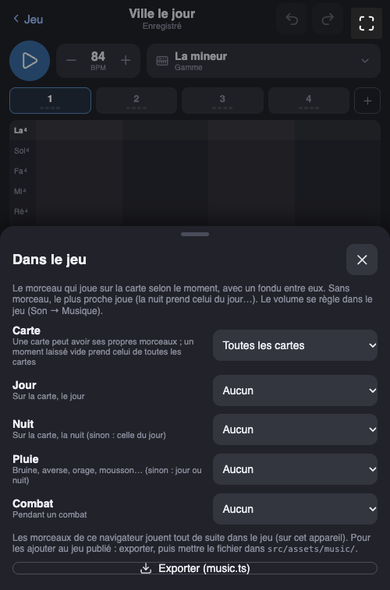 Jeu
Ville le jour
Enregistré
84
BPM
La mineur
Gamme
1
2
3
4
+
La⁴
Sol⁴
Fa⁴
Mi⁴
Ré⁴
Dans le jeu
Le morceau qui joue sur la carte selon le moment, avec un fondu entre eux. Sans
morceau, le plus proche joue (la nuit prend celui du jour…). Le volume se règle dans le
jeu (Son → Musique).
Carte
Une carte peut avoir ses propres morceaux ; un
moment laissé vide prend celui de toutes les
cartes
Toutes les cartes
Jour
Sur la carte, le jour
Aucun
Nuit
Sur la carte, la nuit (sinon : celle du jour)
Aucun
Pluie
Bruine, averse, orage, mousson… (sinon : jour ou
nuit)
Aucun
Combat
Pendant un combat
Aucun
Les morceaux de ce navigateur jouent tout de suite dans le jeu (sur cet appareil). Pour
les ajouter au jeu publié : exporter, puis mettre le fichier dans src/assets/music/.
Exporter (music.ts)